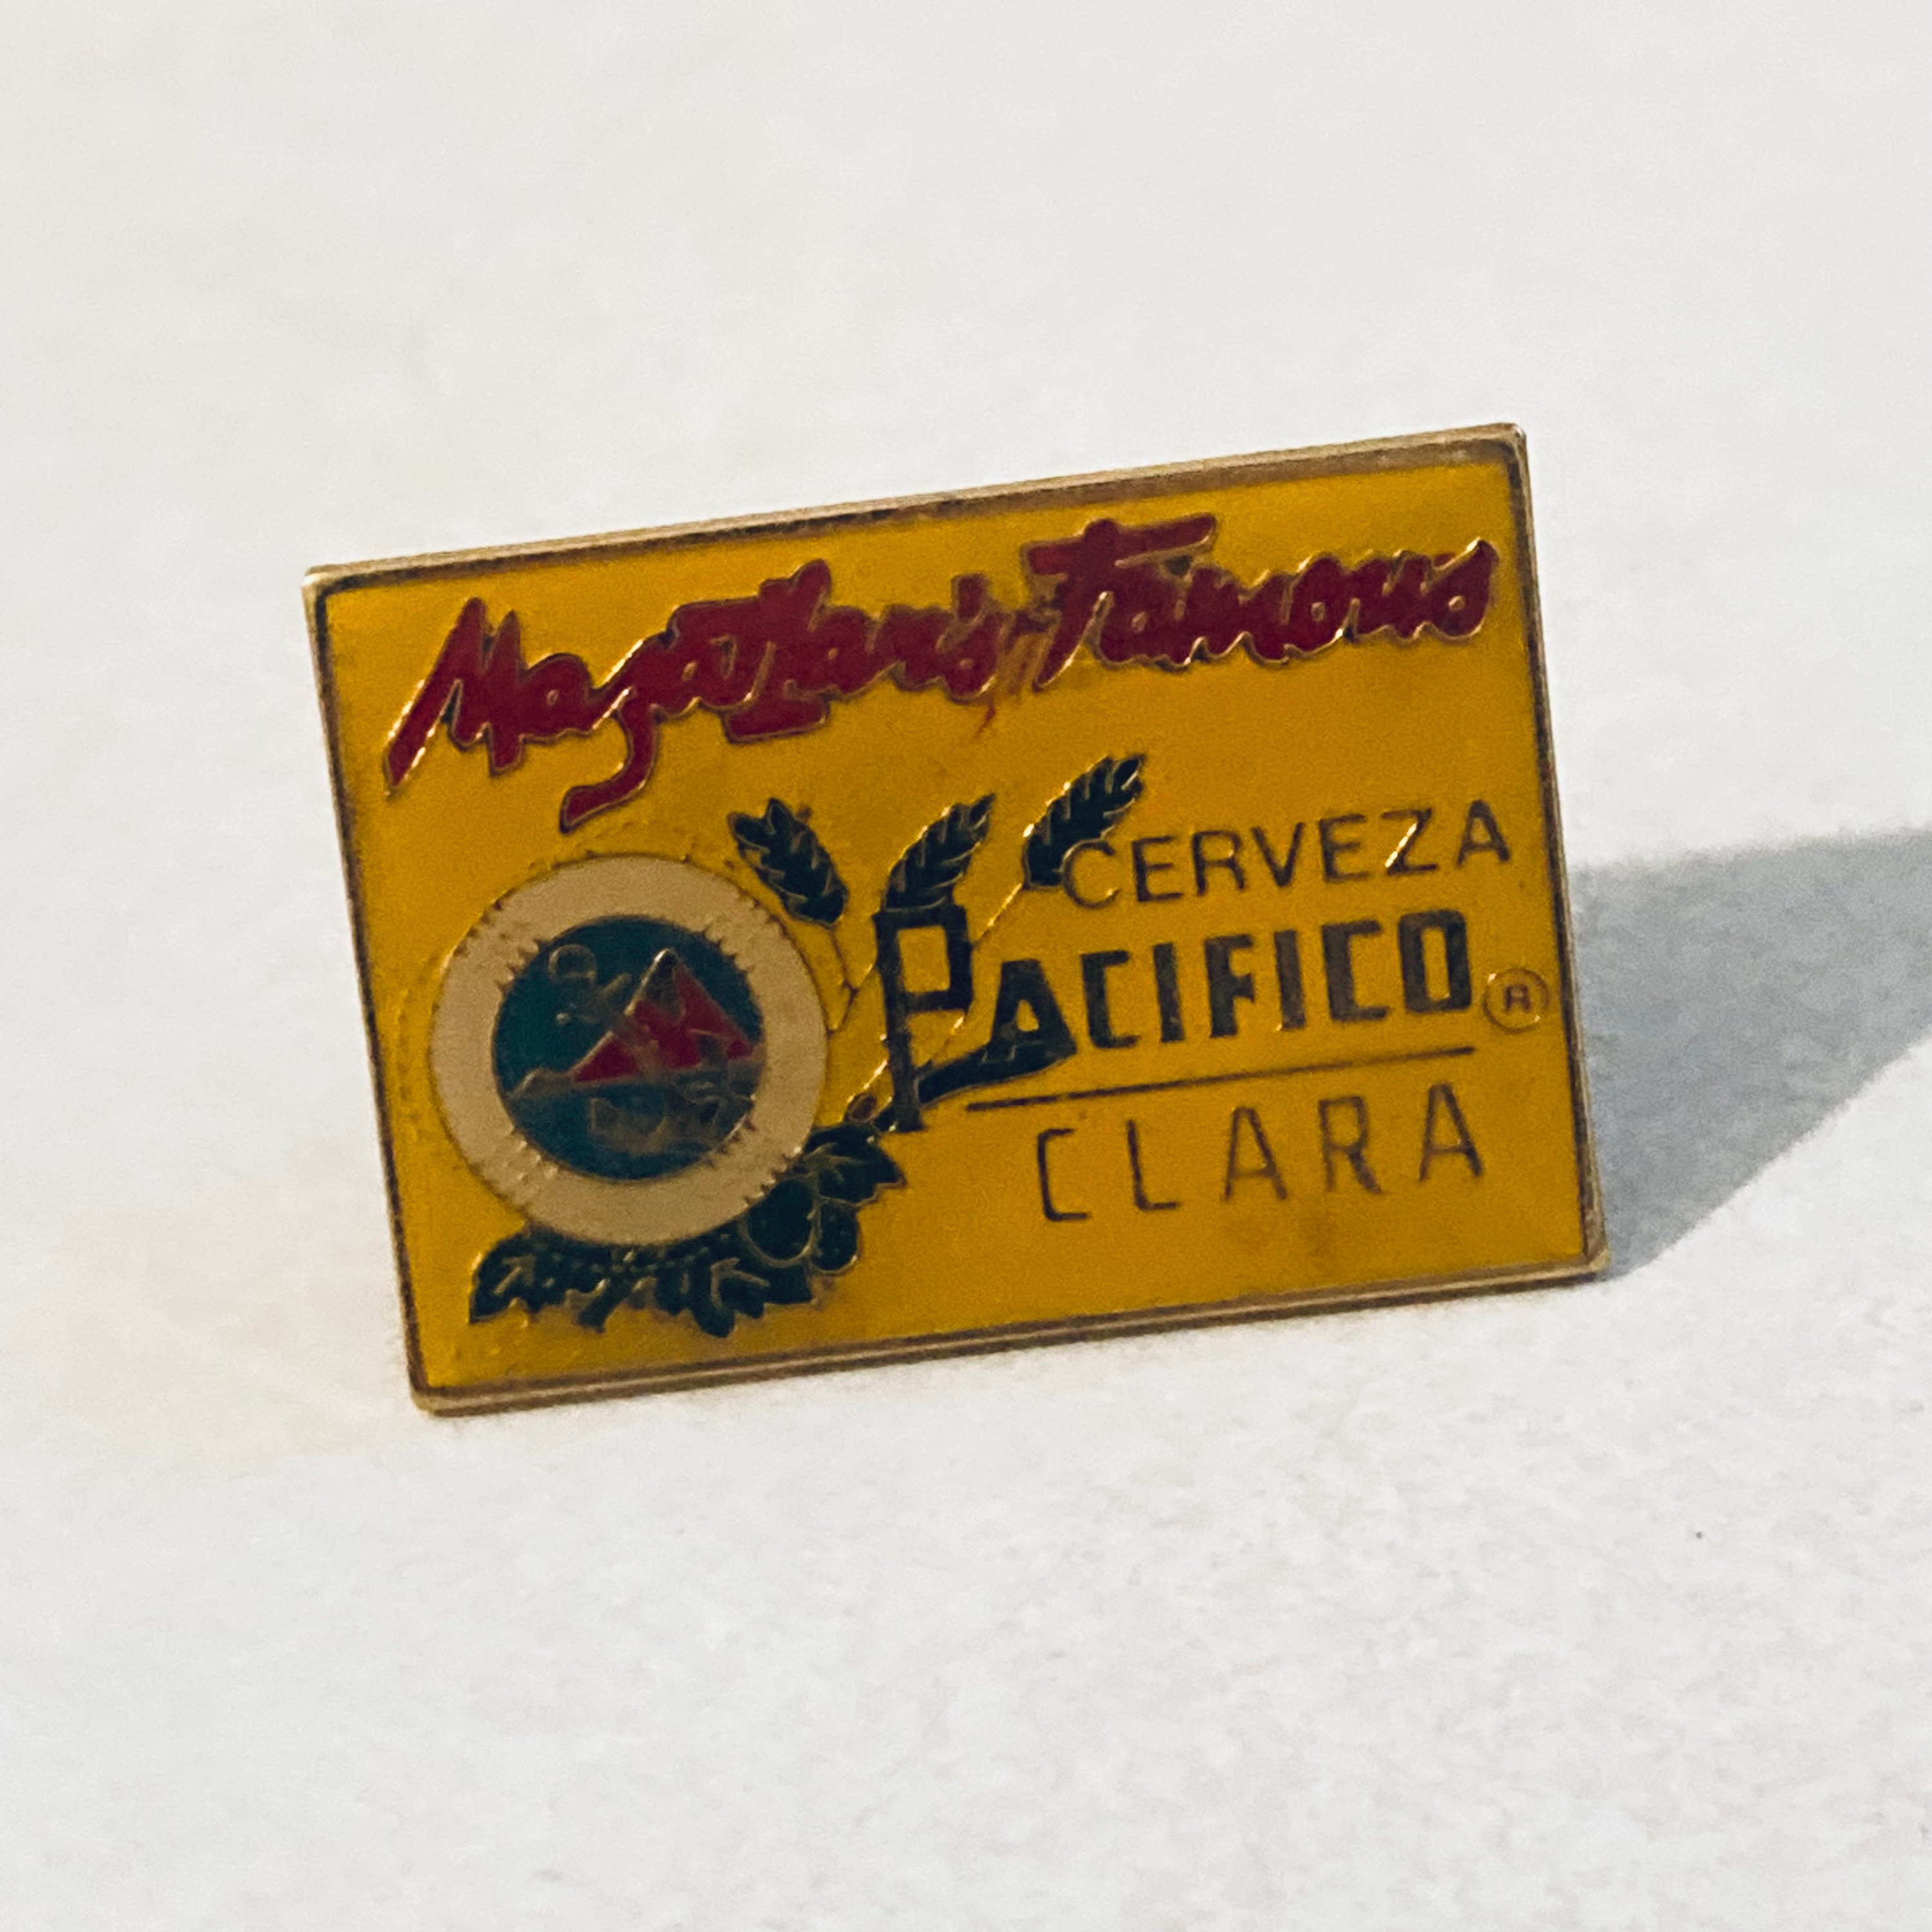 Mazatlan's Famous
CERVEZA
PACIFICO ®
CLARA